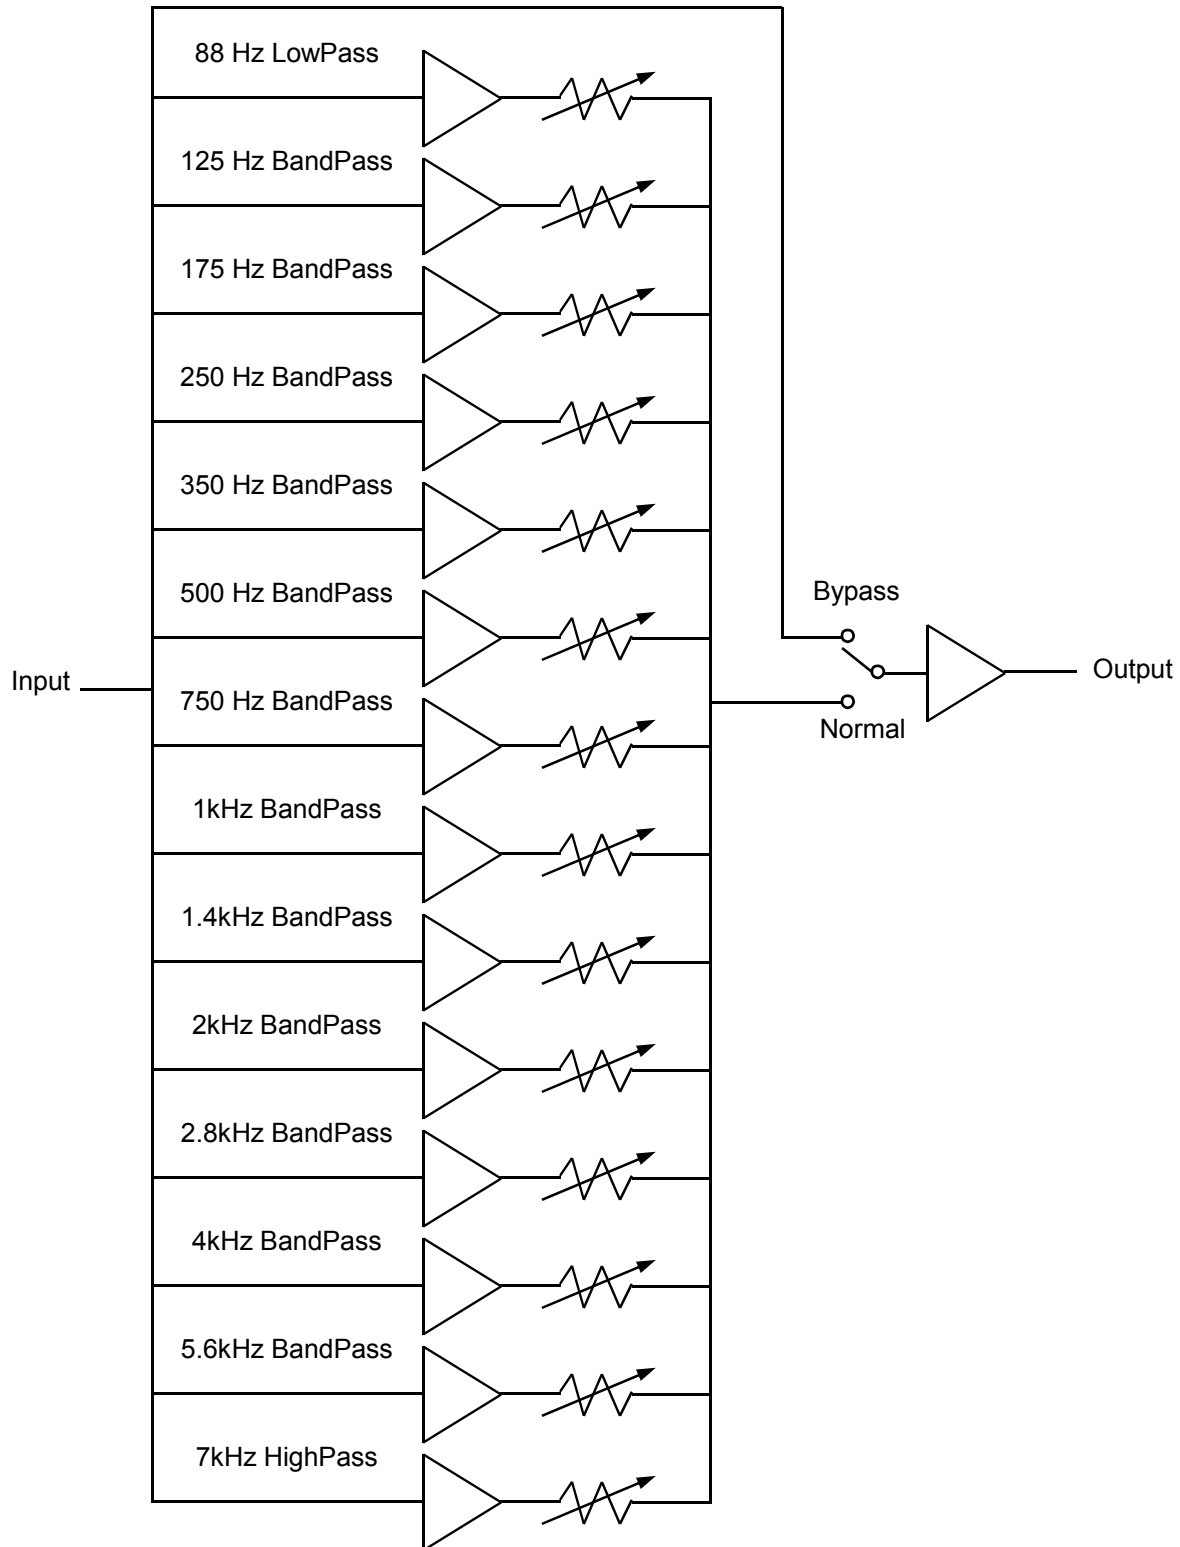 88 Hz LowPass
125 Hz BandPass
175 Hz BandPass
250 Hz BandPass
350 Hz BandPass
500 Hz BandPass
Bypass
Input
750 Hz BandPass
Output
Normal
1kHz BandPass
1.4kHz BandPass
2kHz BandPass
2.8kHz BandPass
4kHz BandPass
5.6kHz BandPass
7kHz HighPass